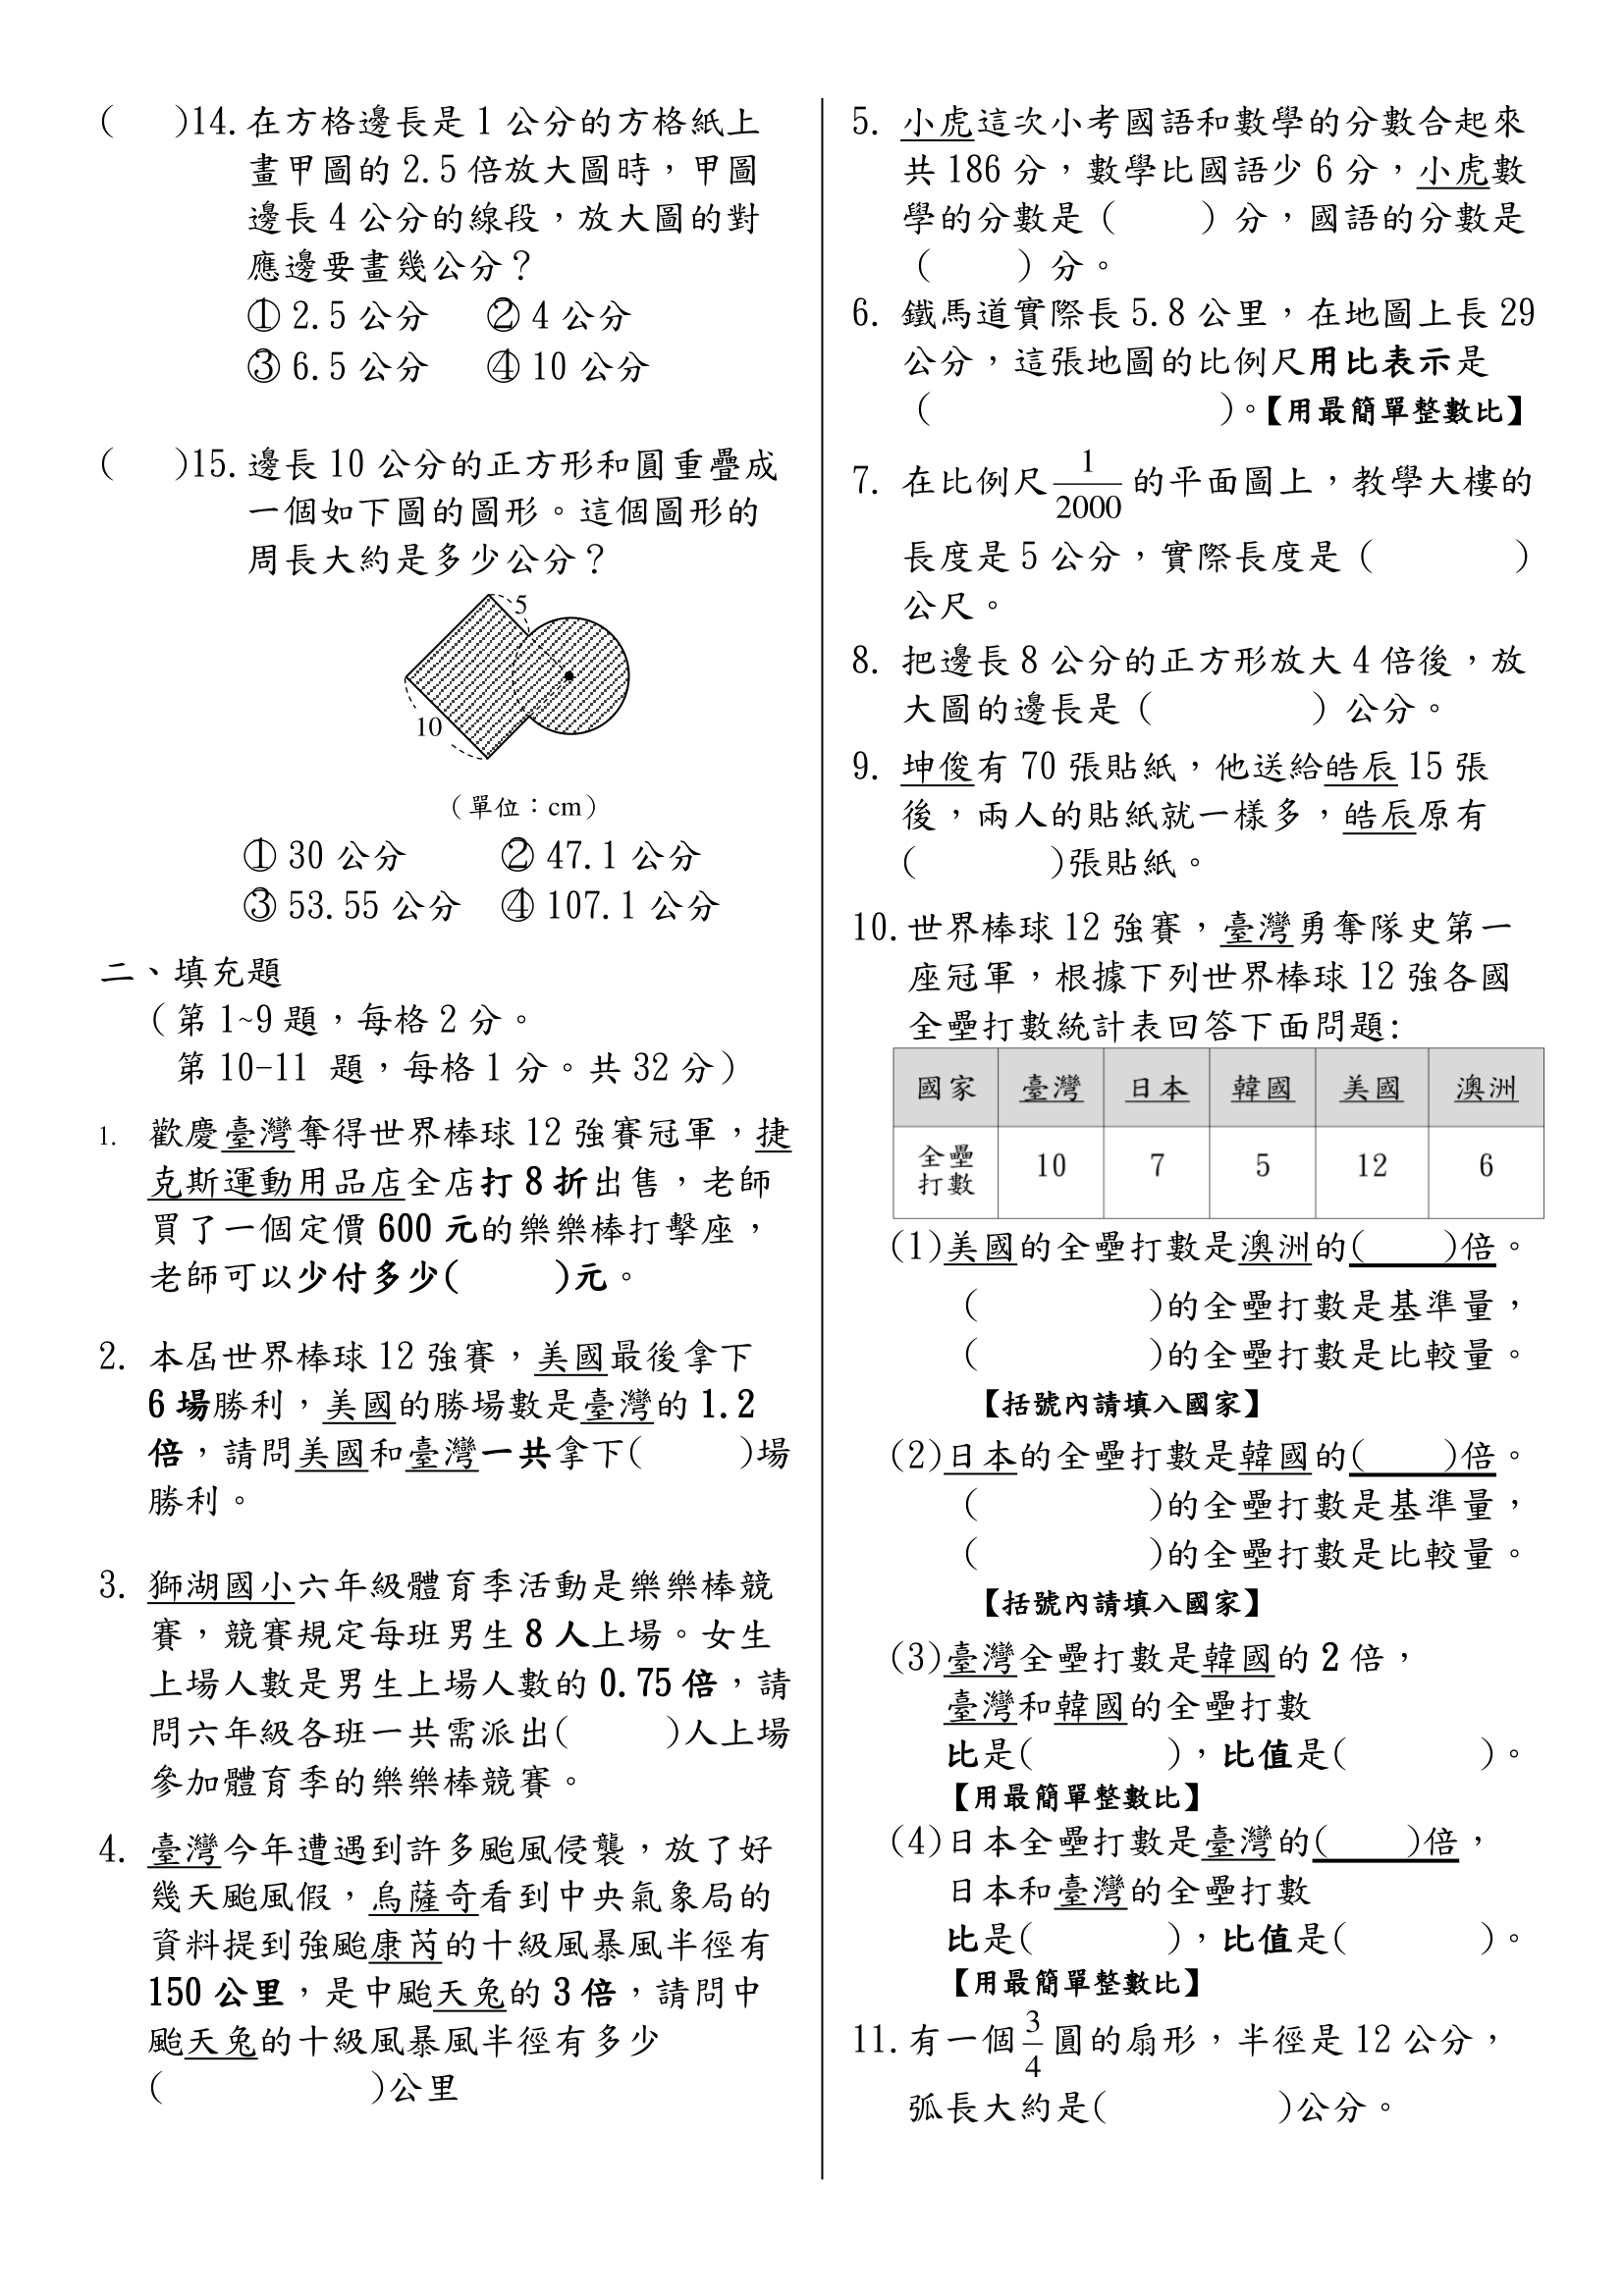 (　　)14.在方格邊長是 1 公分的方格紙上
畫甲圖的 2.5 倍放大圖時，甲圖
邊長 4 公分的線段，放大圖的對
應邊要畫幾公分？
① 2.5 公分　② 4 公分
③ 6.5 公分　④ 10 公分
(　　)15.邊長 10 公分的正方形和圓重疊成
一個如下圖的圖形。這個圖形的
周長大約是多少公分？
5
10
（單位：cm）
① 30 公分　② 47.1 公分
③ 53.55 公分　④ 107.1 公分
二、填充題
（第 1~9 題，每格 2 分。
第 10-11 題，每格 1 分。共 32 分）
1. 歡慶臺灣奪得世界棒球 12 強賽冠軍，捷
克斯運動用品店全店打 8 折出售，老師
買了一個定價 600 元的樂樂棒打擊座，
老師可以少付多少(　　)元。
2. 本屆世界棒球 12 強賽，美國最後拿下
6 場勝利，美國的勝場數是臺灣的 1.2
倍，請問美國和臺灣一共拿下(　　)場
勝利。
3. 獅湖國小六年級體育季活動是樂樂棒競
賽，競賽規定每班男生 8 人上場。女生
上場人數是男生上場人數的 0.75 倍，請
問六年級各班一共需派出(　　)人上場
參加體育季的樂樂棒競賽。
4. 臺灣今年遭遇到許多颱風侵襲，放了好
幾天颱風假，烏薩奇看到中央氣象局的
資料提到強颱康芮的十級風暴風半徑有
150 公里，是中颱天兔的 3 倍，請問中
颱天兔的十級風暴風半徑有多少
(　　　　)公里
5. 小虎這次小考國語和數學的分數合起來
共 186 分，數學比國語少 6 分，小虎數
學的分數是（　　）分，國語的分數是
（　　）分。
6. 鐵馬道實際長 5.8 公里，在地圖上長 29
公分，這張地圖的比例尺用比表示是
（　　　　　　）。【用最簡單整數比】
7. 在比例尺 1/2000 的平面圖上，教學大樓的
長度是 5 公分，實際長度是（　　　）
公尺。
8. 把邊長 8 公分的正方形放大 4 倍後，放
大圖的邊長是（　　　）公分。
9. 坤俊有 70 張貼紙，他送給皓辰 15 張
後，兩人的貼紙就一樣多，皓辰原有
(　　　)張貼紙。
10.世界棒球 12 強賽，臺灣勇奪隊史第一
座冠軍，根據下列世界棒球 12 強各國
全壘打數統計表回答下面問題:
國家　臺灣　日本　韓國　美國　澳洲
全壘打數　10　7　5　12　6
(1)美國的全壘打數是澳洲的(　　)倍。
(　　　　)的全壘打數是基準量，
(　　　　)的全壘打數是比較量。
【括號內請填入國家】
(2)日本的全壘打數是韓國的(　　)倍。
(　　　　)的全壘打數是基準量，
(　　　　)的全壘打數是比較量。
【括號內請填入國家】
(3)臺灣全壘打數是韓國的 2 倍，
臺灣和韓國的全壘打數
比是(　　　)，比值是(　　　)。
【用最簡單整數比】
(4)日本全壘打數是臺灣的(　　)倍，
日本和臺灣的全壘打數
比是(　　　)，比值是(　　　)。
【用最簡單整數比】
11.有一個 3/4 圓的扇形，半徑是 12 公分，
弧長大約是(　　　　)公分。